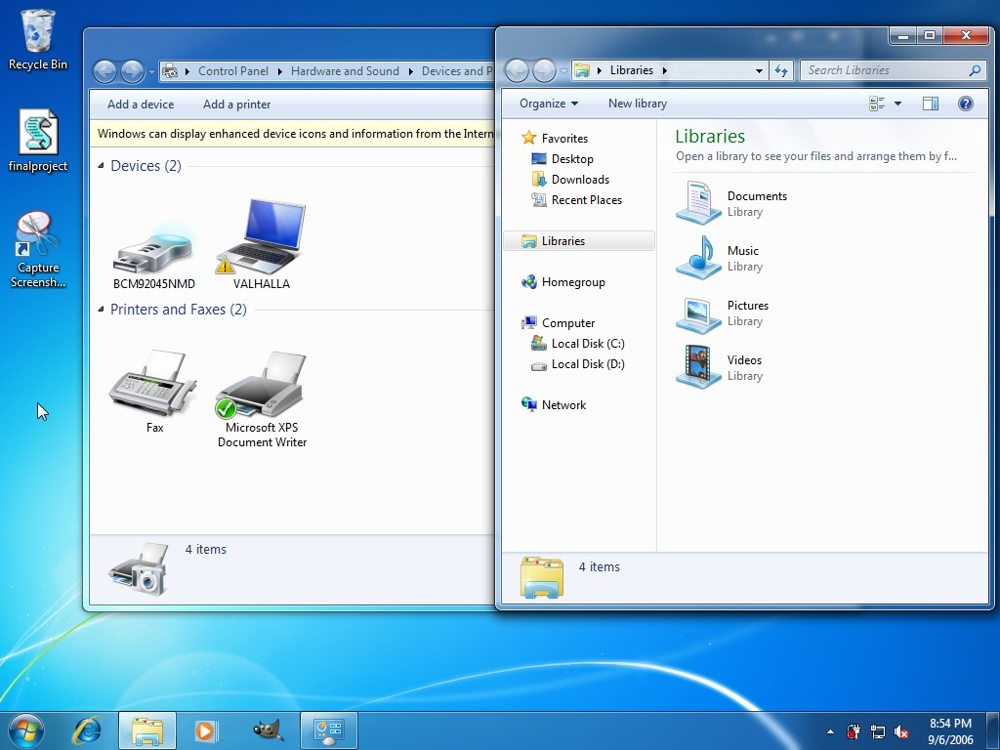 Recycle Bin
finalproject
Capture
Screensh...
Control Panel
Hardware and Sound
Devices and P
Add a device
Add a printer
Windows can display enhanced device icons and information from the Intern
Devices (2)
BCM92045NMD
VALHALLA
Printers and Faxes (2)
Fax
Microsoft XPS
Document Writer
4 items
Libraries
Search Libraries
Organize
New library
Favorites
Desktop
Downloads
Recent Places
Libraries
Homegroup
Computer
Local Disk (C:)
Local Disk (D:)
Network
Libraries
Open a library to see your files and arrange them by f...
Documents
Library
Music
Library
Pictures
Library
Videos
Library
4 items
8:54 PM
9/6/2006